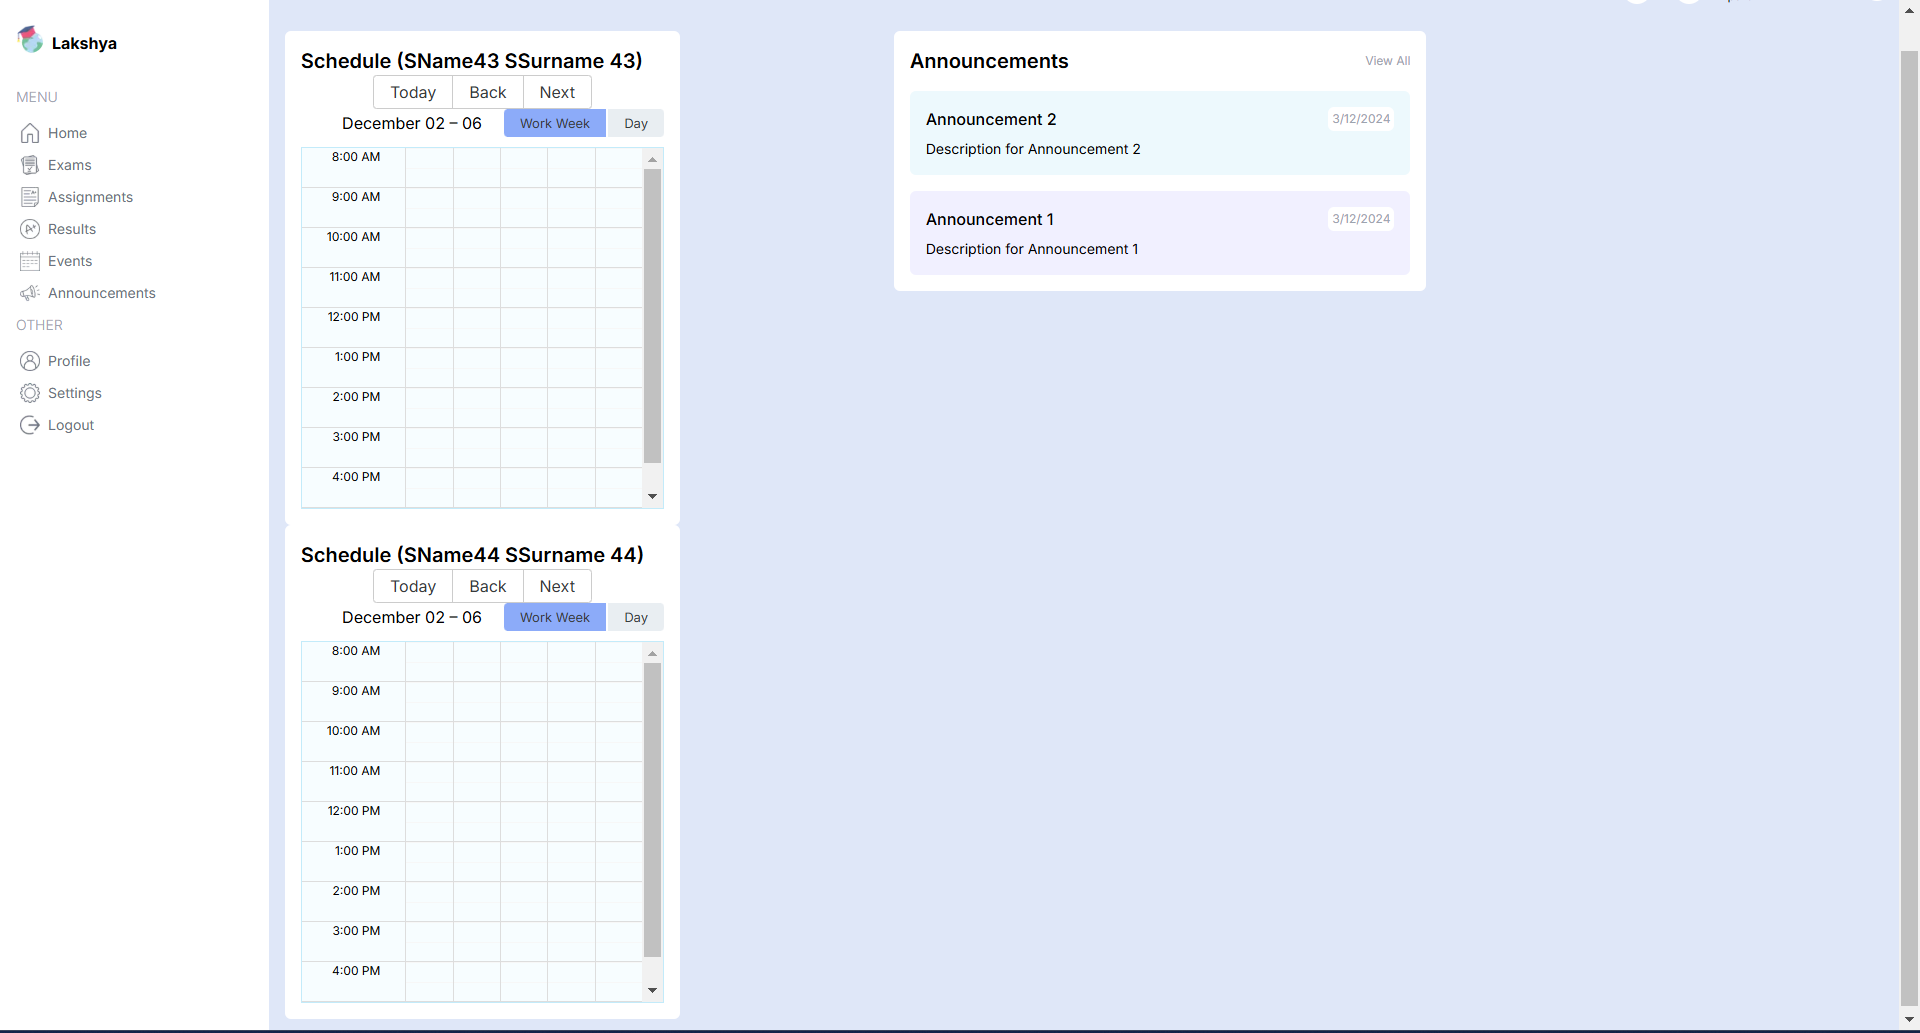 Lakshya
MENU
Home
Exams
Assignments
Results
Events
Announcements
OTHER
Profile
Settings
Logout
Schedule (SName43 SSurname 43)
Today Back Next
December 02 – 06 Work Week Day
8:00 AM
9:00 AM
10:00 AM
11:00 AM
12:00 PM
1:00 PM
2:00 PM
3:00 PM
4:00 PM
Schedule (SName44 SSurname 44)
Today Back Next
December 02 – 06 Work Week Day
8:00 AM
9:00 AM
10:00 AM
11:00 AM
12:00 PM
1:00 PM
2:00 PM
3:00 PM
4:00 PM
Announcements View All
Announcement 2 3/12/2024
Description for Announcement 2
Announcement 1 3/12/2024
Description for Announcement 1